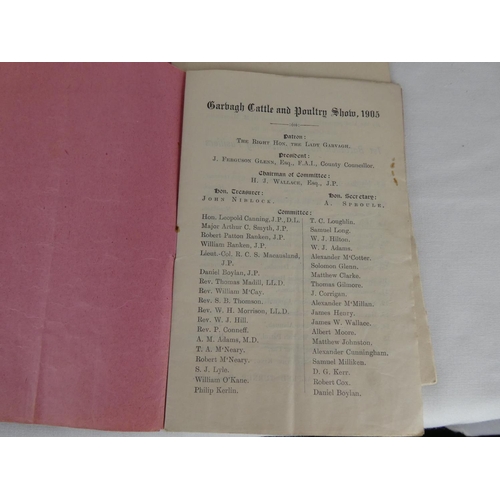 Garvagh Cattle and Poultry Show, 1905
Patron:
THE RIGHT HON. THE LADY GARVAGH.
President:
J. FERGUSON GLENN, Esq., F.A.I., County Councillor.
Chairman of Committee:
H. J. WALLACE, Esq., J.P.
Hon. Treasurer:
JOHN NIBLOCK.
Hon. Secretary:
A. SPROULE.
Committee:
Hon. Leopold Canning, J.P., D.L.
Major Arthur C. Smyth, J.P.
Robert Patton Banken, J.P.
William Banken, J.P.
Lieut.-Col. R. C. S. Maunsland, J.P.
Daniel Boylan, J.P.
Rev. Thomas Madill, LL.D.
Rev. William M'Cay.
Rev. S. B. Thomson.
Rev. W. H. Morrison, LL.D.
Rev. W. J. Hill.
Rev. P. Conneff.
A. M. Adams, M.D.
T. A. M'Neary.
Robert M'Neary.
S. J. Lyle.
William O'Kane.
Philip Kerlin.
T. C. Loughlin.
Samuel Long.
W. J. Hilton.
W. J. Adams.
Alexander M'Cotter.
Solomon Glenn.
Matthew Clarke.
Thomas Gilmore.
J. Corrigan.
Alexander M'Millan.
James Henry.
James W. Wallace.
Albert Moore.
Matthew Johnston.
Alexander Cunningham.
Samuel Milliken.
D. G. Kerr.
Robert Cox.
Daniel Boylan.